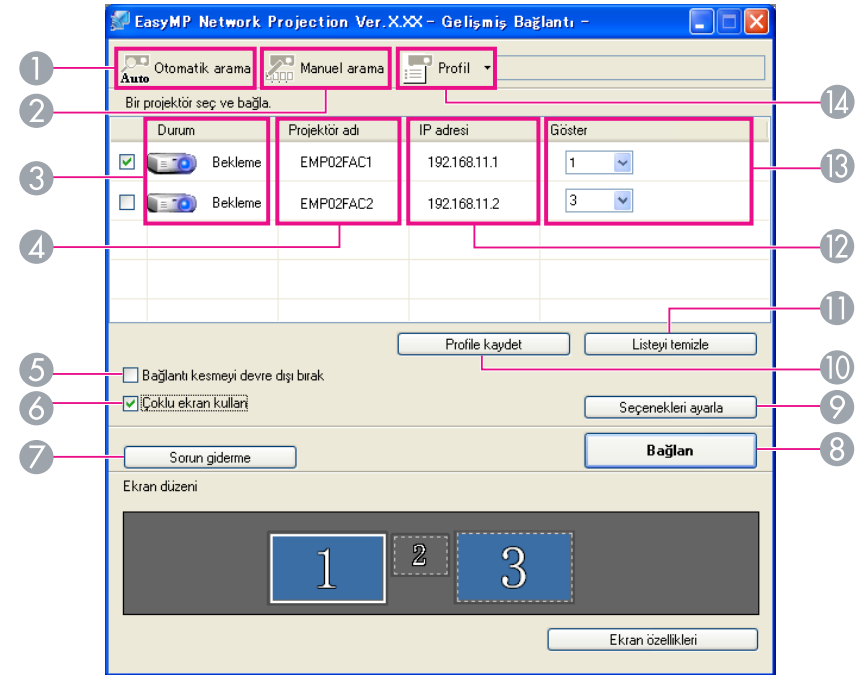 EasyMP Network Projection Ver.X.XX - Gelişmiş Bağlantı -
1 Auto Otomatik arama Manuel arama Profil
2 Bir projektör seç ve bağla. 14
Durum Projektör adı IP adresi Göster
Bekleme EMP02FAC1 192.168.11.1 1 13
3
Bekleme EMP02FAC2 192.168.11.2 3
4 12
11
Profile kaydet Listeyi temizle
5 Bağlantı kesmeyi devre dışı bırak 10
6 Çoklu ekran kullan Seçenekleri ayarla 9
7 Sorun giderme Bağlan 8
Ekran düzeni
1 2 3
Ekran özellikleri